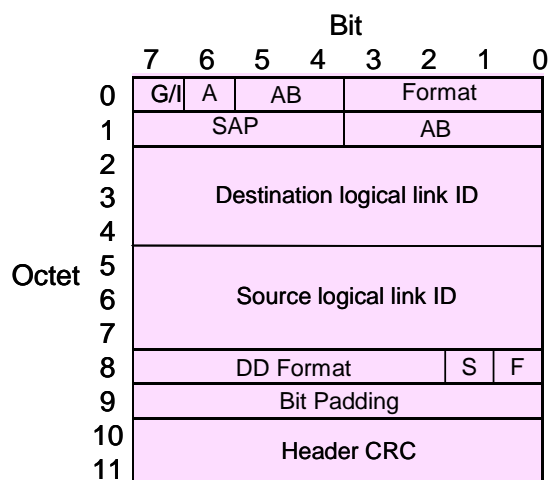 Bit
7 6 5 4 3 2 1 0
0 G/I A AB Format
1 SAP AB
2
3 Destination logical link ID
4
5
Octet 6 Source logical link ID
7
8 DD Format S F
9 Bit Padding
10
Header CRC
11